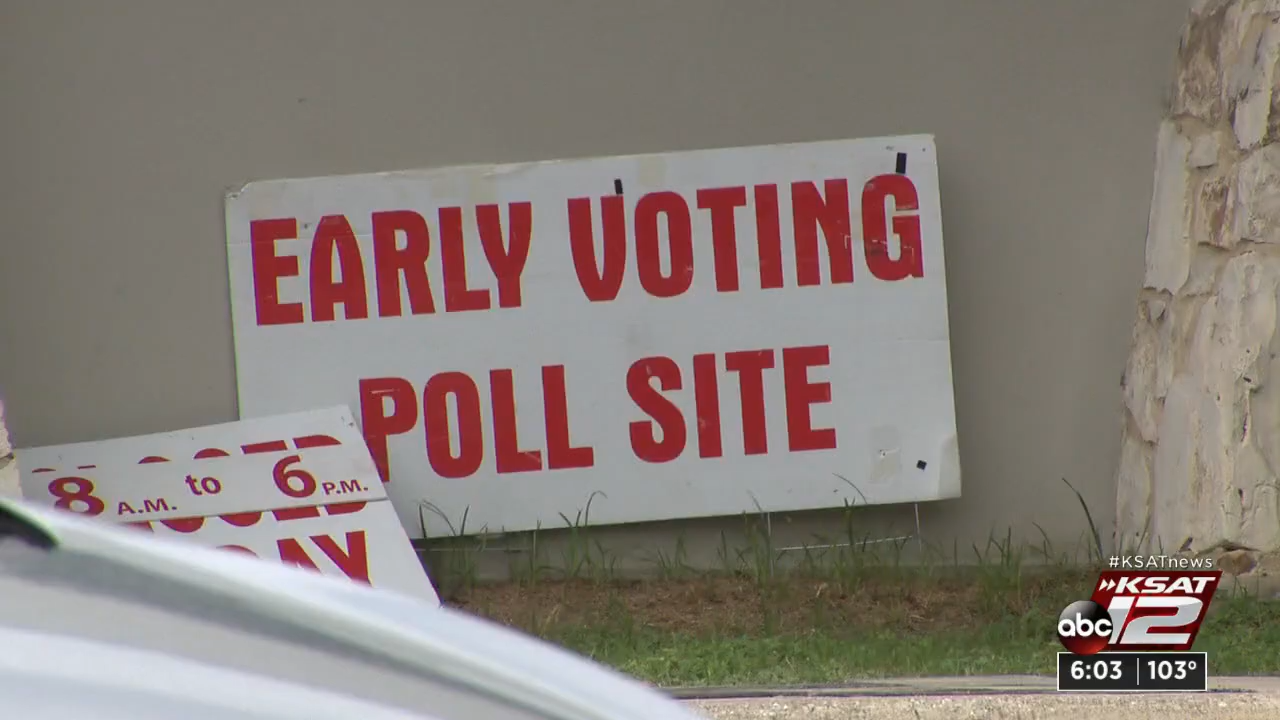 EARLY VOTING
POLL SITE
8 A.M. to 6 P.M.
#KSATnews
KSAT
abc 12
6:03 103°